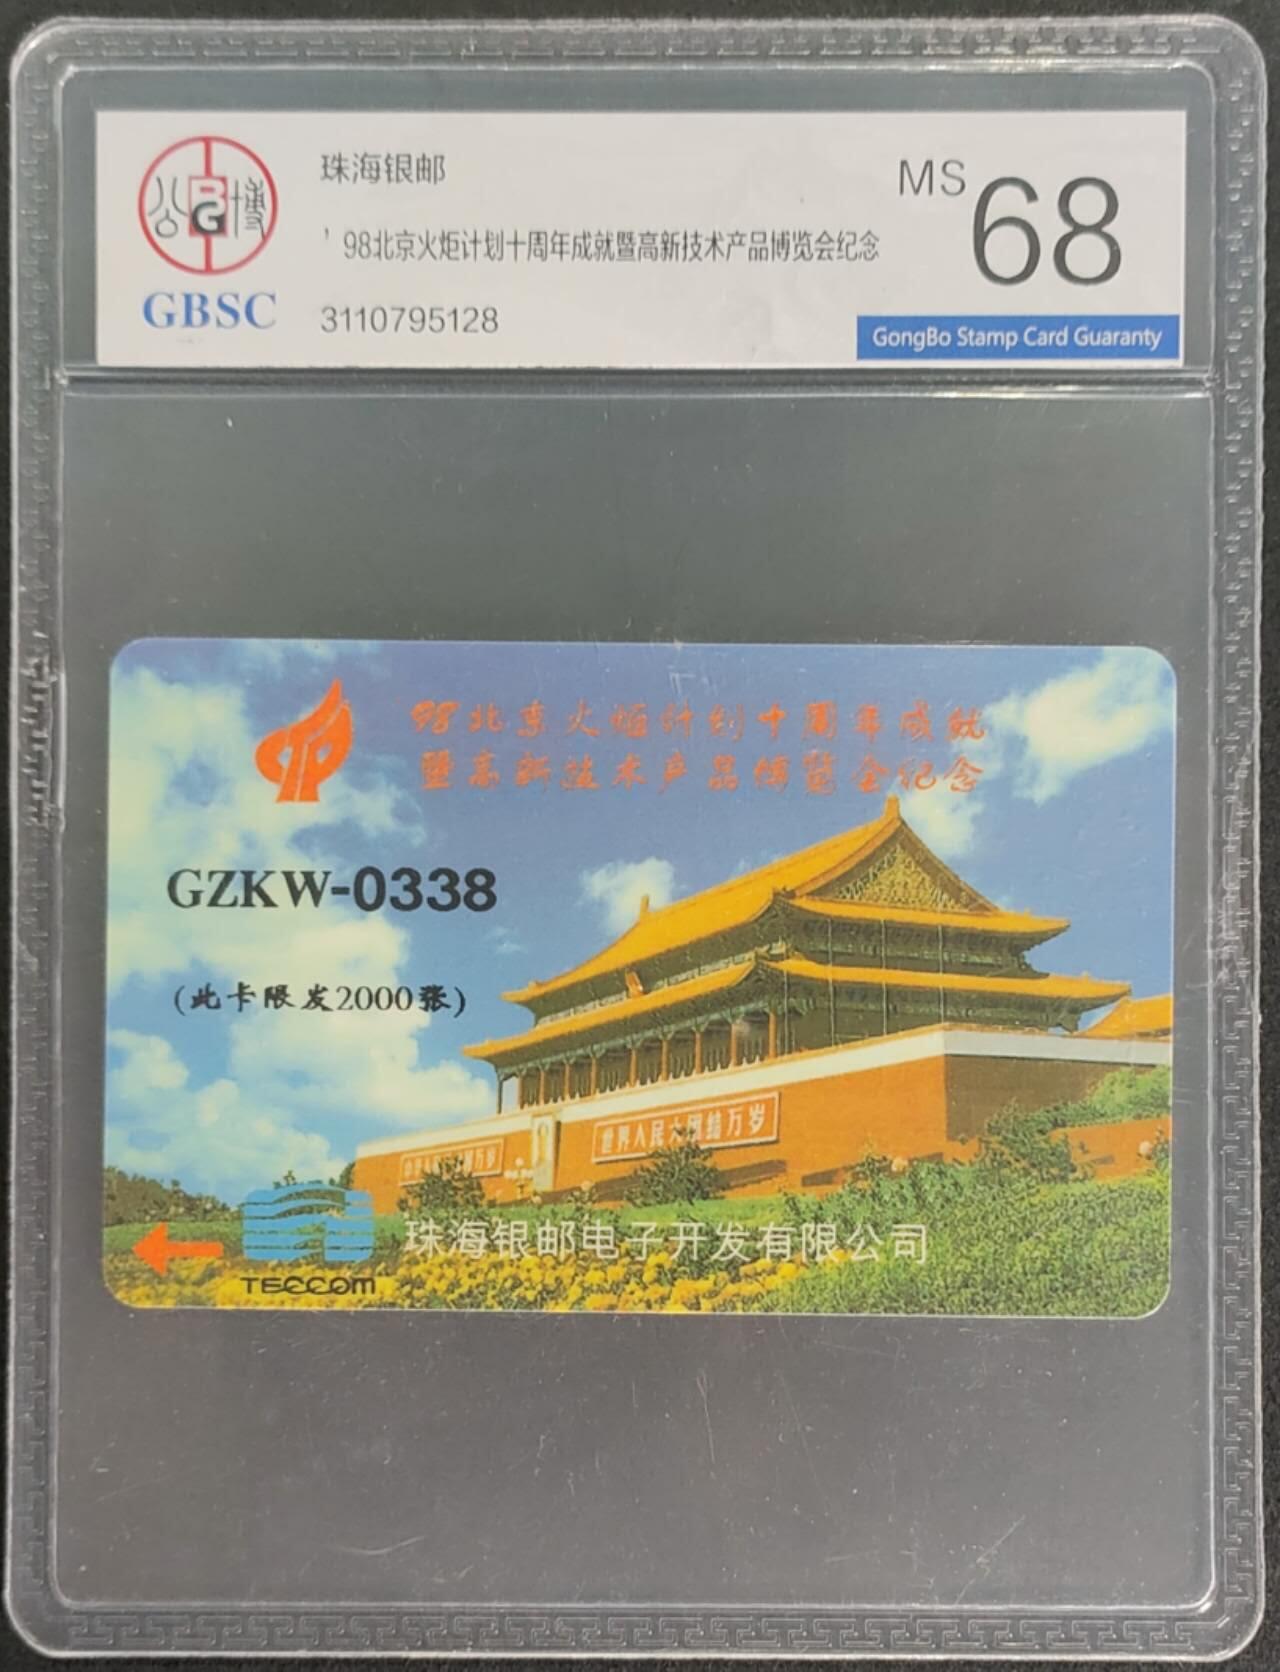 珠海银邮
'98北京火炬计划十周年成就暨高新技术产品博览会纪念
3110795128
MS 68
公 BG 博
GBSC
GongBo Stamp Card Guaranty
98北京火炬计划十周年成就
暨高新技术产品博览会纪念
GZKW-0338
(此卡限发2000张)
世界人民大团结万岁
TECCOM
珠海银邮电子开发有限公司